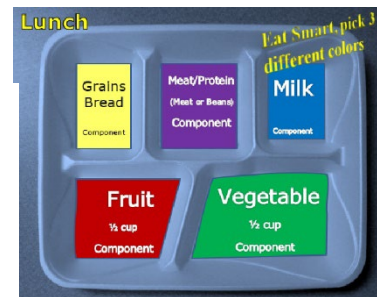 Lunch
Eat Smart, pick 3
different colors
Grains
Bread
Component
Meat/Protein
(Meet or Beans)
Component
Milk
Component
Fruit
½ cup
Component
Vegetable
½ cup
Component